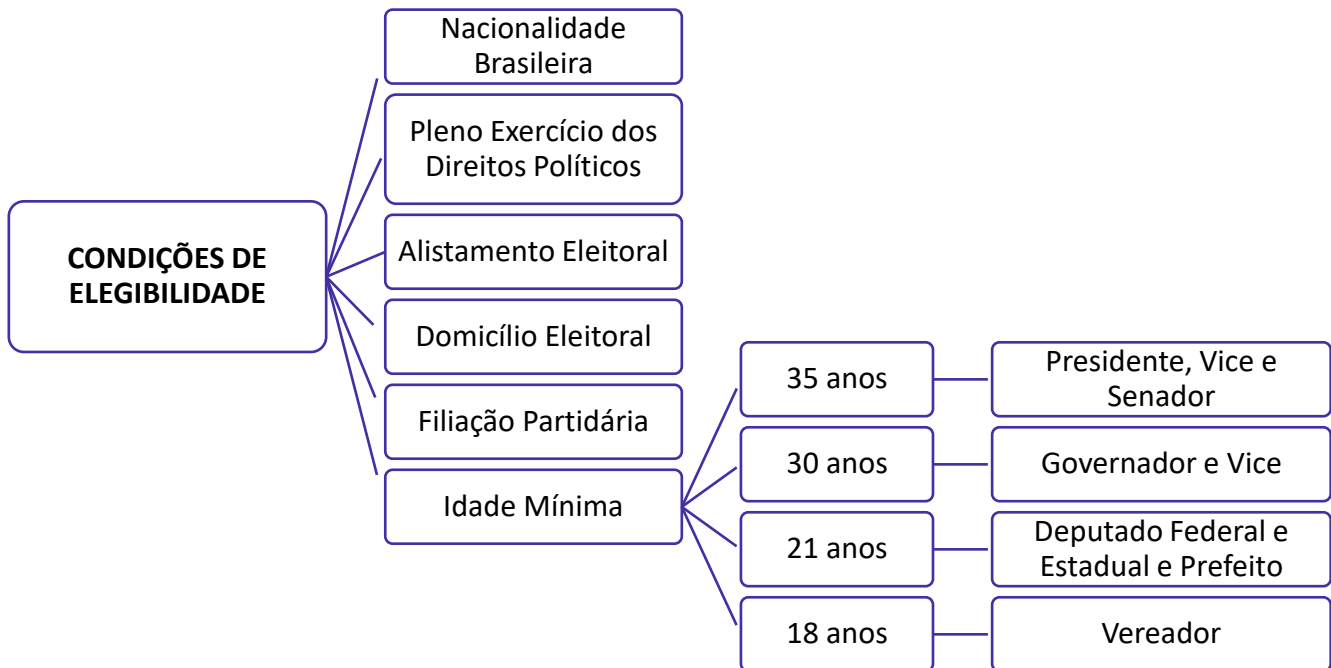 CONDIÇÕES DE
ELEGIBILIDADE
Nacionalidade
Brasileira
Pleno Exercício dos
Direitos Políticos
Alistamento Eleitoral
Domicílio Eleitoral
Filiação Partidária
Idade Mínima
35 anos
Presidente, Vice e
Senador
30 anos
Governador e Vice
21 anos
Deputado Federal e
Estadual e Prefeito
18 anos
Vereador